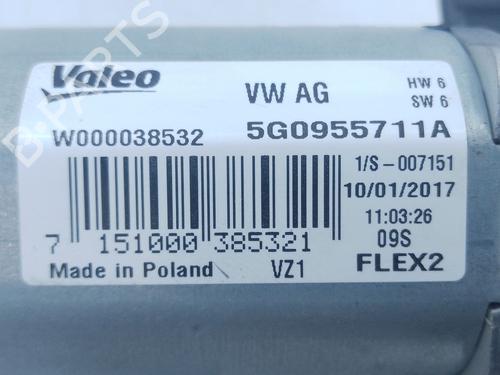 Valeo
VW AG
HW 6
SW 6
W000038532
5G0955711A
1/S-007151
10/01/2017
11:03:26
7 151000 385321
09S
Made in Poland
VZ1
FLEX2
B-PARTS